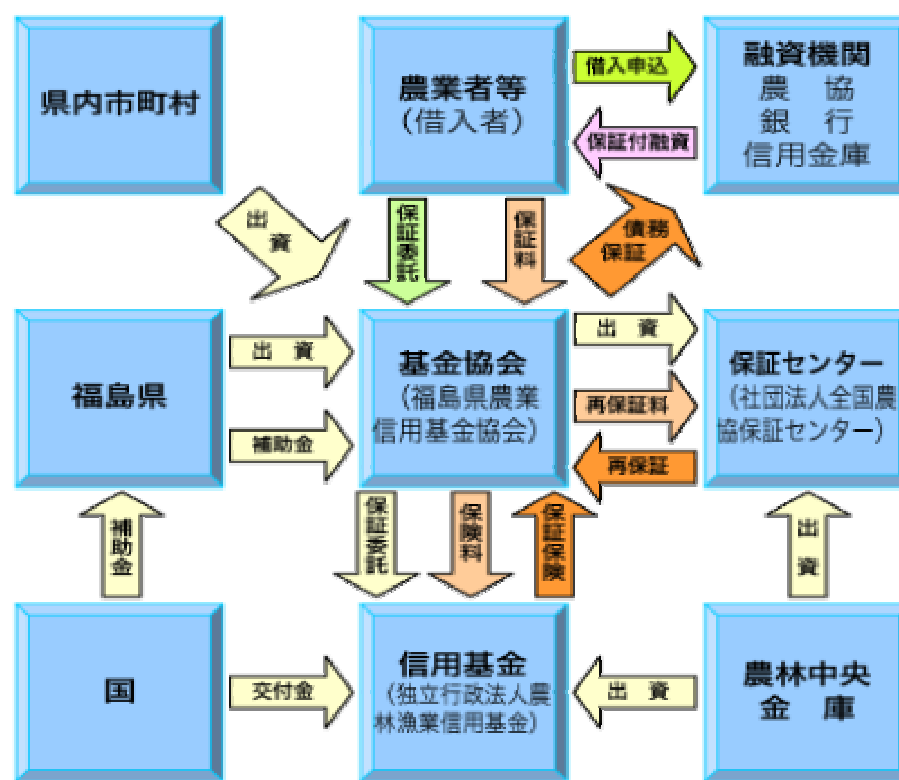 県内市町村
農業者等
（借入者）
借入申込
保証付融資
融資機関
農　協
銀　行
信用金庫
出資
保証委託
保証料
債務
保証
福島県
出　資
補助金
基金協会
（福島県農業
信用基金協会）
出　資
再保証料
再保証
保証センター
（社団法人全国農
協保証センター）
補助金
保証委託
保険料
保証保険
出資
国
交付金
信用基金
（独立行政法人農
林漁業信用基金）
出　資
農林中央
金　庫